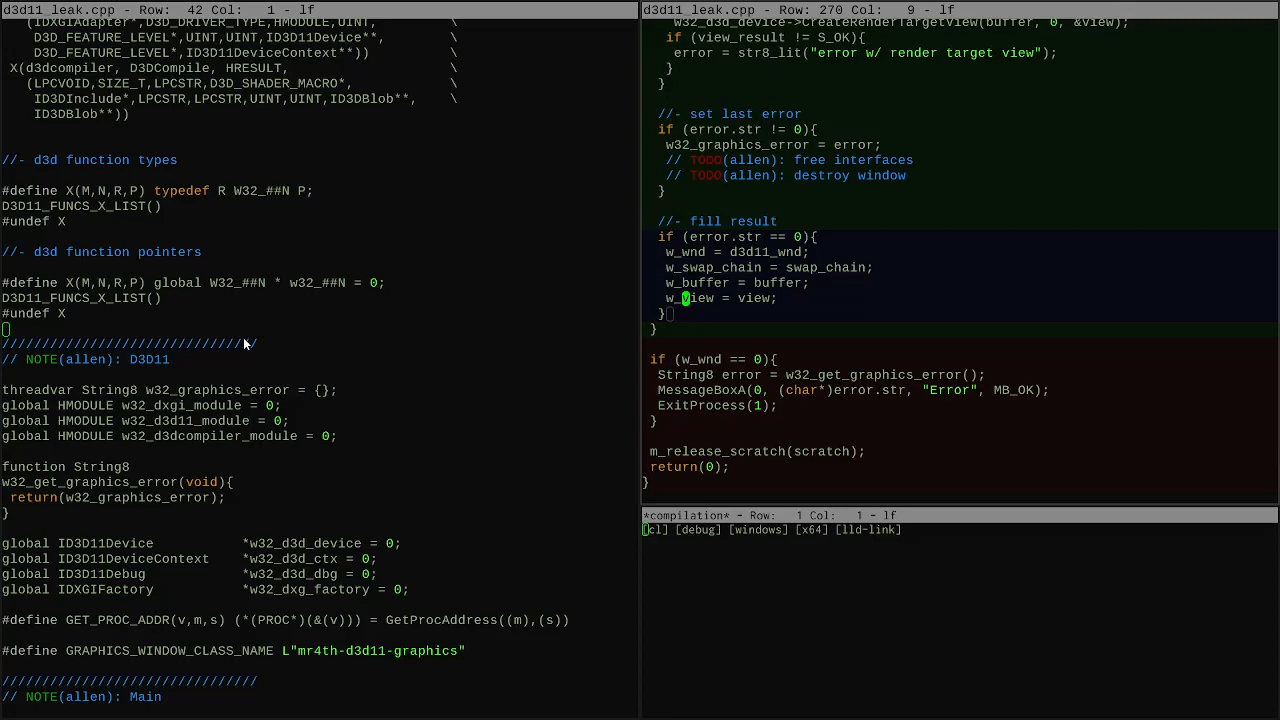 d3d11_leak.cpp - Row:  42 Col:   1 - lf
(IDXGIAdapter*, D3D_DRIVER_TYPE,HMODULE,UINT, \
D3D_FEATURE_LEVEL*,UINT,UINT,ID3D11Device**, \
D3D_FEATURE_LEVEL*,ID3D11DeviceContext**)) \
X(d3dcompiler, D3DCompile, HRESULT, \
(LPCVOID,SIZE_T,LPCSTR,D3D_SHADER_MACRO*, \
ID3DInclude*,LPCSTR,LPCSTR,UINT,UINT,ID3DBlob**, \
ID3DBlob**))
//- d3d function types
#define X(M,N,R,P) typedef R W32_##N P;
D3D11_FUNCS_X_LIST()
#undef X
//- d3d function pointers
#define X(M,N,R,P) global W32_##N * w32_##N = 0;
D3D11_FUNCS_X_LIST()
#undef X
////////////////////////////////
// NOTE(allen): D3D11
threadvar String8 w32_graphics_error = {};
global HMODULE w32_dxgi_module = 0;
global HMODULE w32_d3d11_module = 0;
global HMODULE w32_d3dcompiler_module = 0;
function String8
w32_get_graphics_error(void){
return(w32_graphics_error);
}
global ID3D11Device           *w32_d3d_device = 0;
global ID3D11DeviceContext    *w32_d3d_ctx = 0;
global ID3D11Debug            *w32_d3d_dbg = 0;
global IDXGIFactory           *w32_dxg_factory = 0;
#define GET_PROC_ADDR(v,m,s) (*(PROC*)(&(v))) = GetProcAddress((m),(s))
#define GRAPHICS_WINDOW_CLASS_NAME L"mr4th-d3d11-graphics"
////////////////////////////////
// NOTE(allen): Main
d3d11_leak.cpp - Row: 270 Col:   9 - lf
w32_d3d_device->CreateRenderTargetView(buffer, 0, &view);
if (view_result != S_OK){
error = str8_lit("error w/ render target view");
}
}
//- set last error
if (error.str != 0){
w32_graphics_error = error;
// TODO(allen): free interfaces
// TODO(allen): destroy window
}
//- fill result
if (error.str == 0){
w_wnd = d3d11_wnd;
w_swap_chain = swap_chain;
w_buffer = buffer;
w_view = view;
}
}
if (w_wnd == 0){
String8 error = w32_get_graphics_error();
MessageBoxA(0, (char*)error.str, "Error", MB_OK);
ExitProcess(1);
}
m_release_scratch(scratch);
return(0);
}
*compilation* - Row:   1 Col:   1 - lf
[cl] [debug] [windows] [x64] [lld-link]